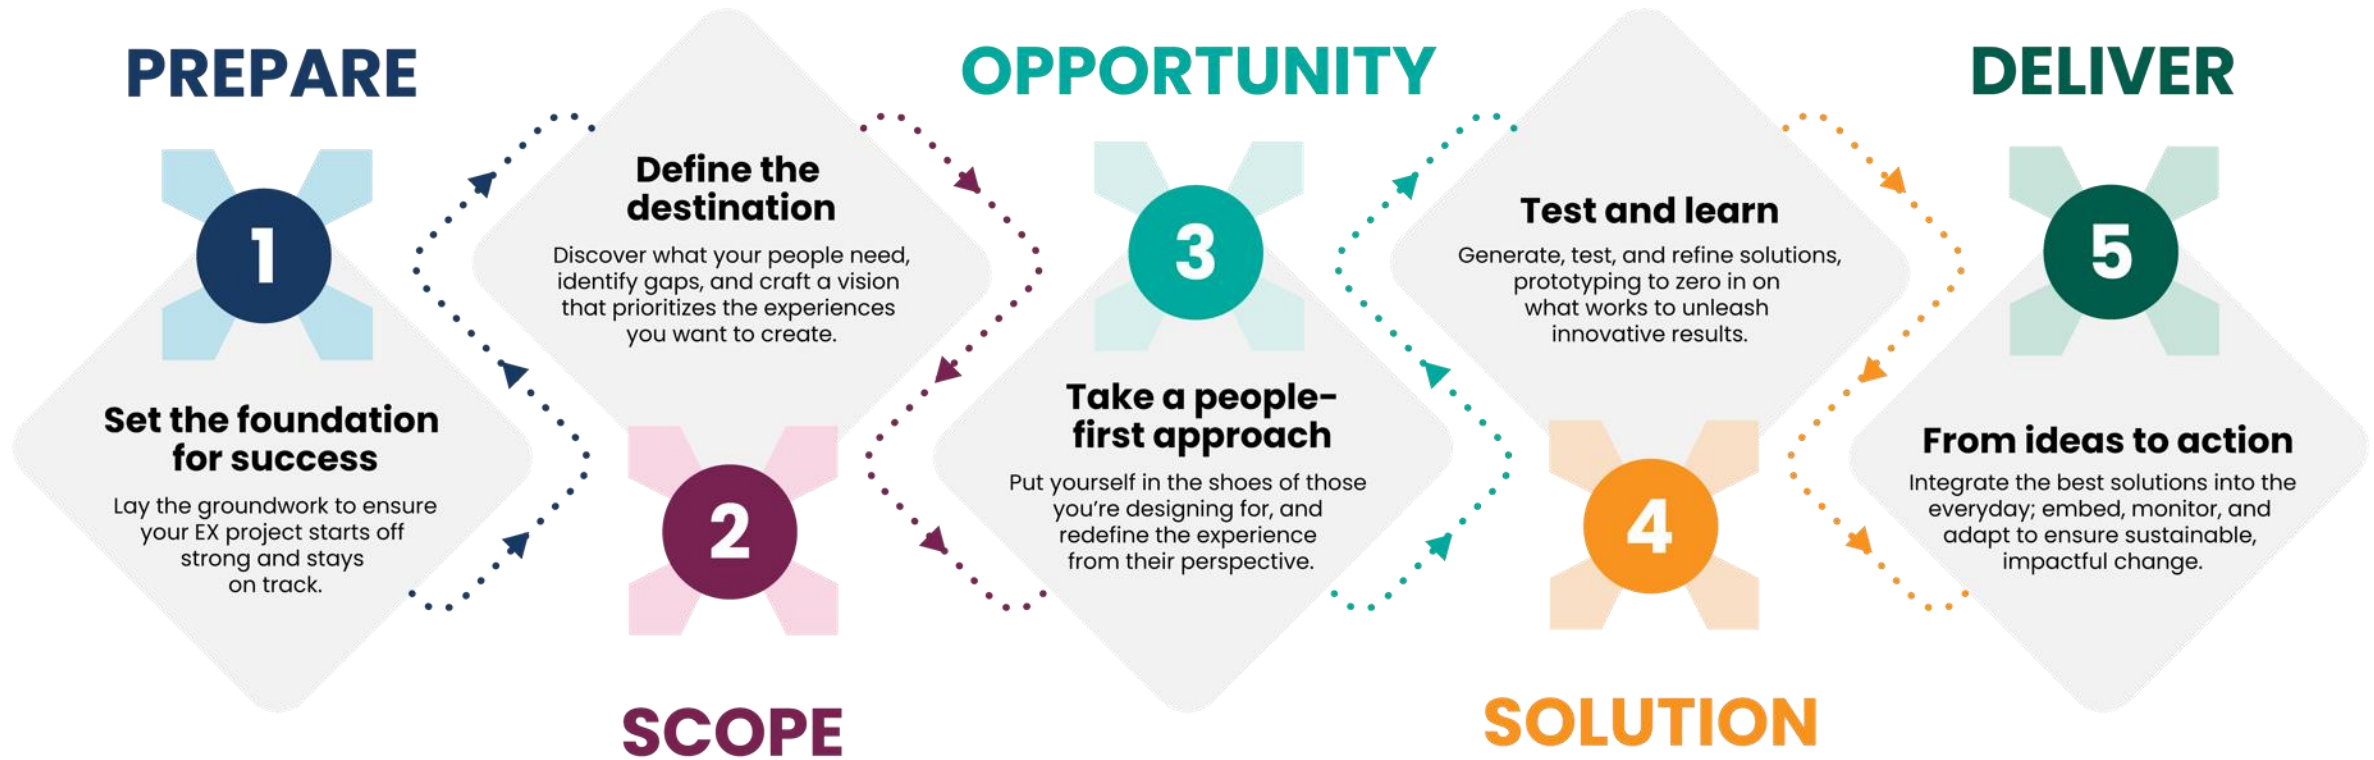 PREPARE
1
Set the foundation
for success
Lay the groundwork to ensure
your EX project starts off
strong and stays
on track.
Define the
destination
Discover what your people need,
identify gaps, and craft a vision
that prioritizes the experiences
you want to create.
2
SCOPE
OPPORTUNITY
3
Take a people-
first approach
Put yourself in the shoes of those
you're designing for, and
redefine the experience
from their perspective.
Test and learn
Generate, test, and refine solutions,
prototyping to zero in on
what works to unleash
innovative results.
4
SOLUTION
DELIVER
5
From ideas to action
Integrate the best solutions into the
everyday; embed, monitor, and
adapt to ensure sustainable,
impactful change.